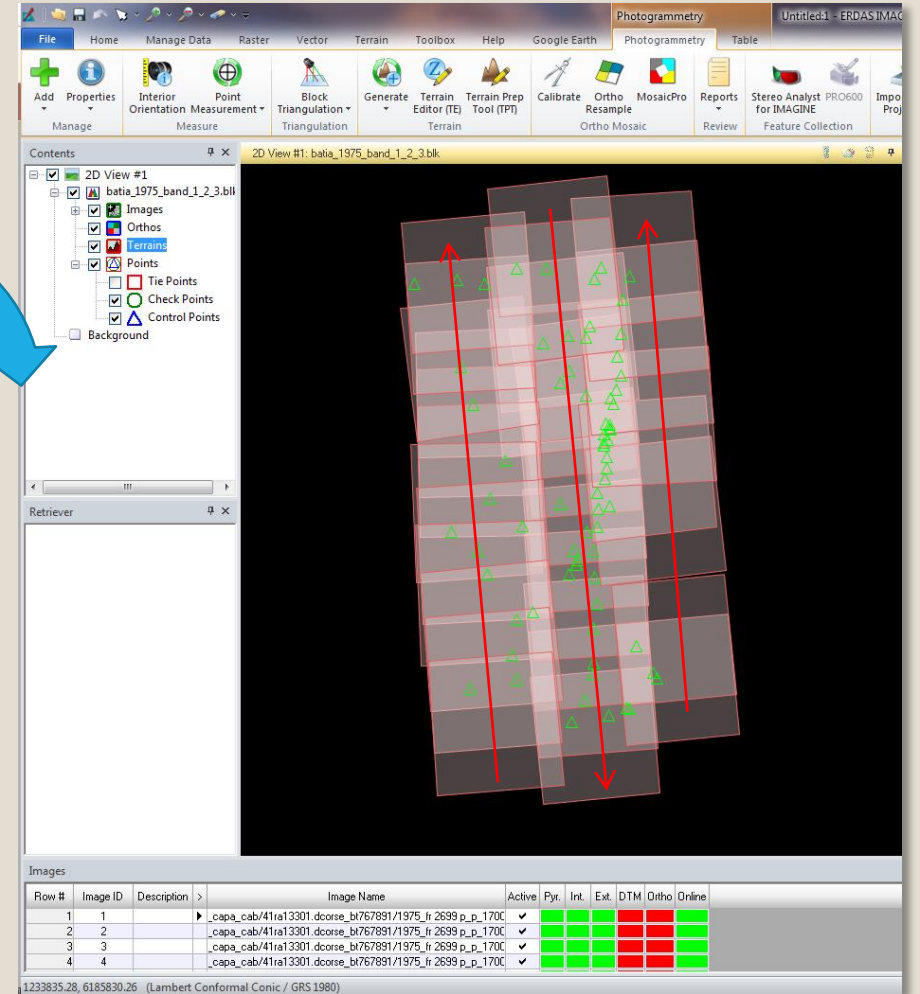 Photogrammetry Untitled:1 - ERDAS IMAG
File Home Manage Data Raster Vector Terrain Toolbox Help Google Earth Photogrammetry Table
Add Properties Interior Orientation Point Measurement Block Triangulation Generate Terrain Editor (TE) Terrain Prep Tool (TPT) Calibrate Ortho Resample MosaicPro Reports Stereo Analyst for IMAGINE PRO600 Impo Proj
Manage Measure Triangulation Terrain Ortho Mosaic Review Feature Collection
Contents
2D View #1: batia_1975_band_1_2_3.blk
2D View #1
batia_1975_band_1_2_3.blk
Images
Orthos
Terrains
Points
Tie Points
Check Points
Control Points
Background
Retriever
Images
Row # Image ID Description > Image Name Active Pyr. Int. Ext. DTM Ortho Online
1 1 _capa_cab/41ra13301.dcorse_bt767891/1975_fr 2699 p_p_170C
2 2 _capa_cab/41ra13301.dcorse_bt767891/1975_fr 2699 p_p_170C
3 3 _capa_cab/41ra13301.dcorse_bt767891/1975_fr 2699 p_p_170C
4 4 _capa_cab/41ra13301.dcorse_bt767891/1975_fr 2699 p_p_170C
1233835.28, 6185830.26 (Lambert Conformal Conic / GRS 1980)